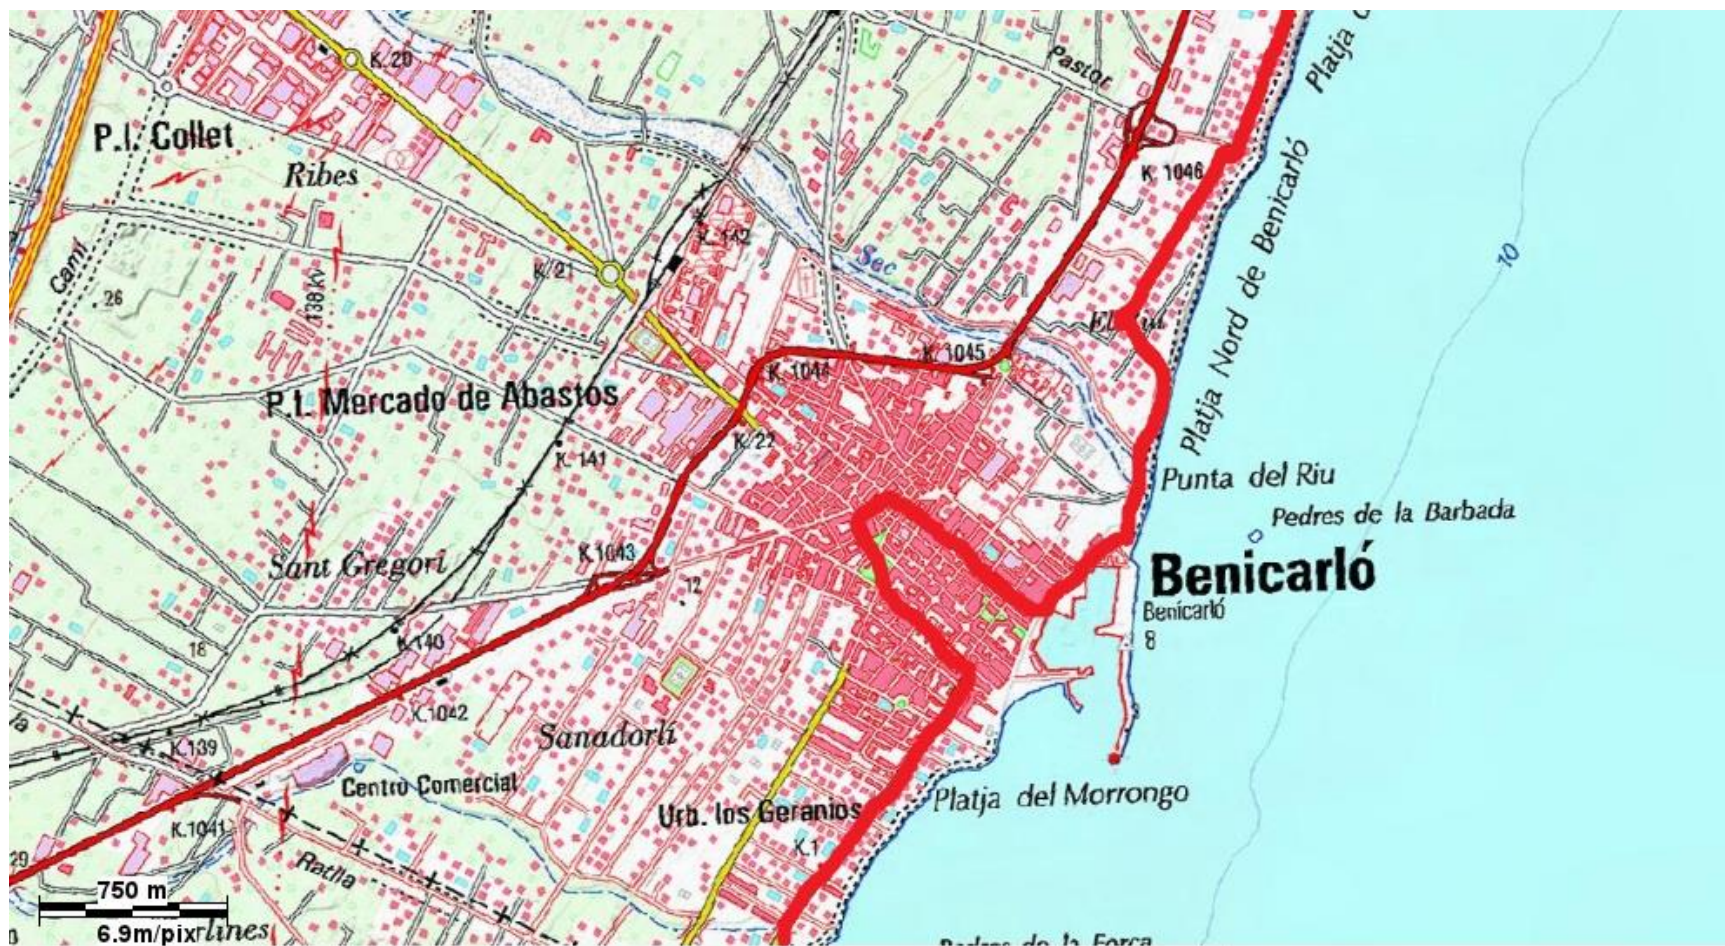 Platja
K. 20
Pastor
P.I. Collet
Ribes
K. 1046
K. 142
Camí
Sec
10
K. 21
138 kv
26
Platja Nord de Benicarló
K. 1045
K. 1044
P.I. Mercado de Abastos
K. 22
K. 141
Punta del Riu
Pedres de la Barbada
Sant Gregori
K. 1043
12
Benicarló
Benicarló
8
K. 140
18
K. 1042
Sanadorlí
K. 139
Centro Comercial
Platja del Morrongo
Urb. los Geranios
K. 1041
K. 1
29
Ratlla
750 m
6.9m/pix